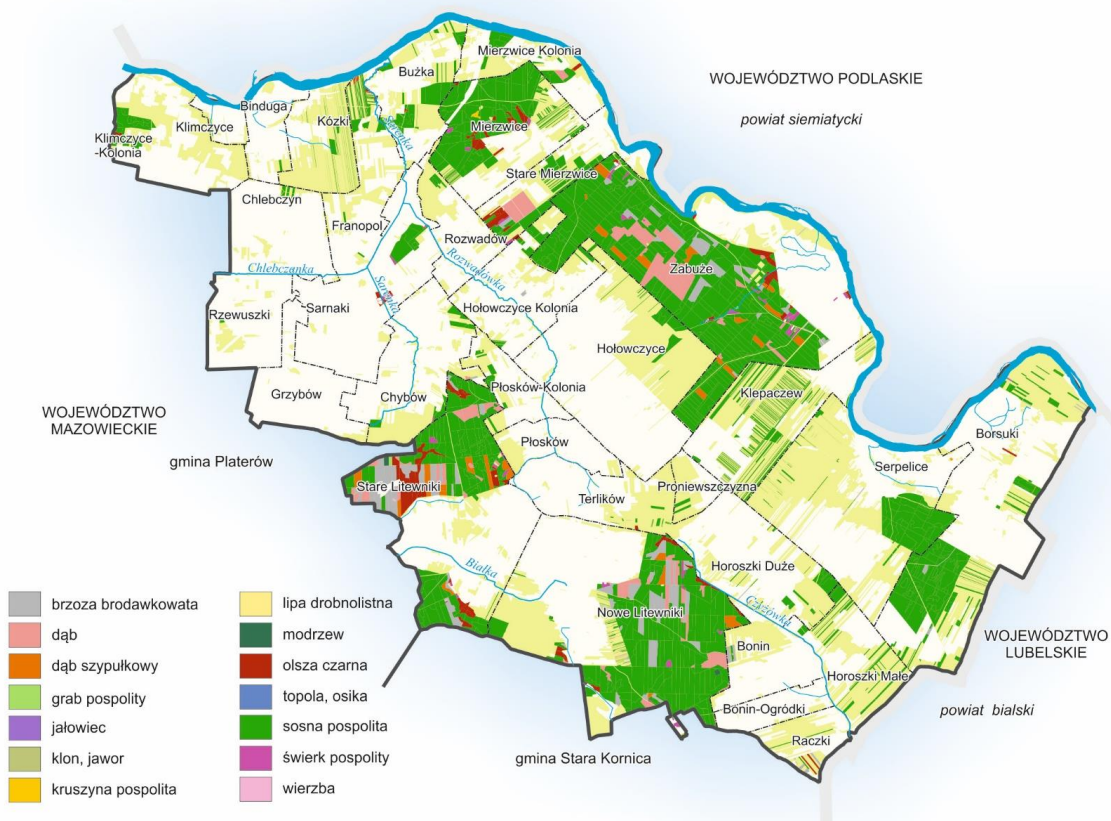 Mierzwice Kolonia
Bużka
WOJEWÓDZTWO PODLASKIE
powiat siemiatycki
Binduga
Klimczyce
Kózki
Sarenka
Mierzwice
Klimczyce
-Kolonia
Stare Mierzwice
Chlebczyn
Franopol
Rozwadów
Rozwadówka
Chlebczanka
Zabuże
Sarenka
Rzewuszki
Sarnaki
Hołowczyce Kolonia
Hołowczyce
Grzybów
Chybów
Płosków-Kolonia
Klepaczew
WOJEWÓDZTWO
MAZOWIECKIE
gmina Platerów
Płosków
Borsuki
Serpelice
Stare Litewniki
Terlików
Proniewszczyzna
Białka
Horoszki Duże
Nowe Litewniki
Czyżówka
Bonin
WOJEWÓDZTWO
LUBELSKIE
Horoszki Małe
powiat bialski
Bonin-Ogródki
Raczki
gmina Stara Kornica
brzoza brodawkowata
dąb
dąb szypułkowy
grab pospolity
jałowiec
klon, jawor
kruszyna pospolita
lipa drobnolistna
modrzew
olsza czarna
topola, osika
sosna pospolita
świerk pospolity
wierzba